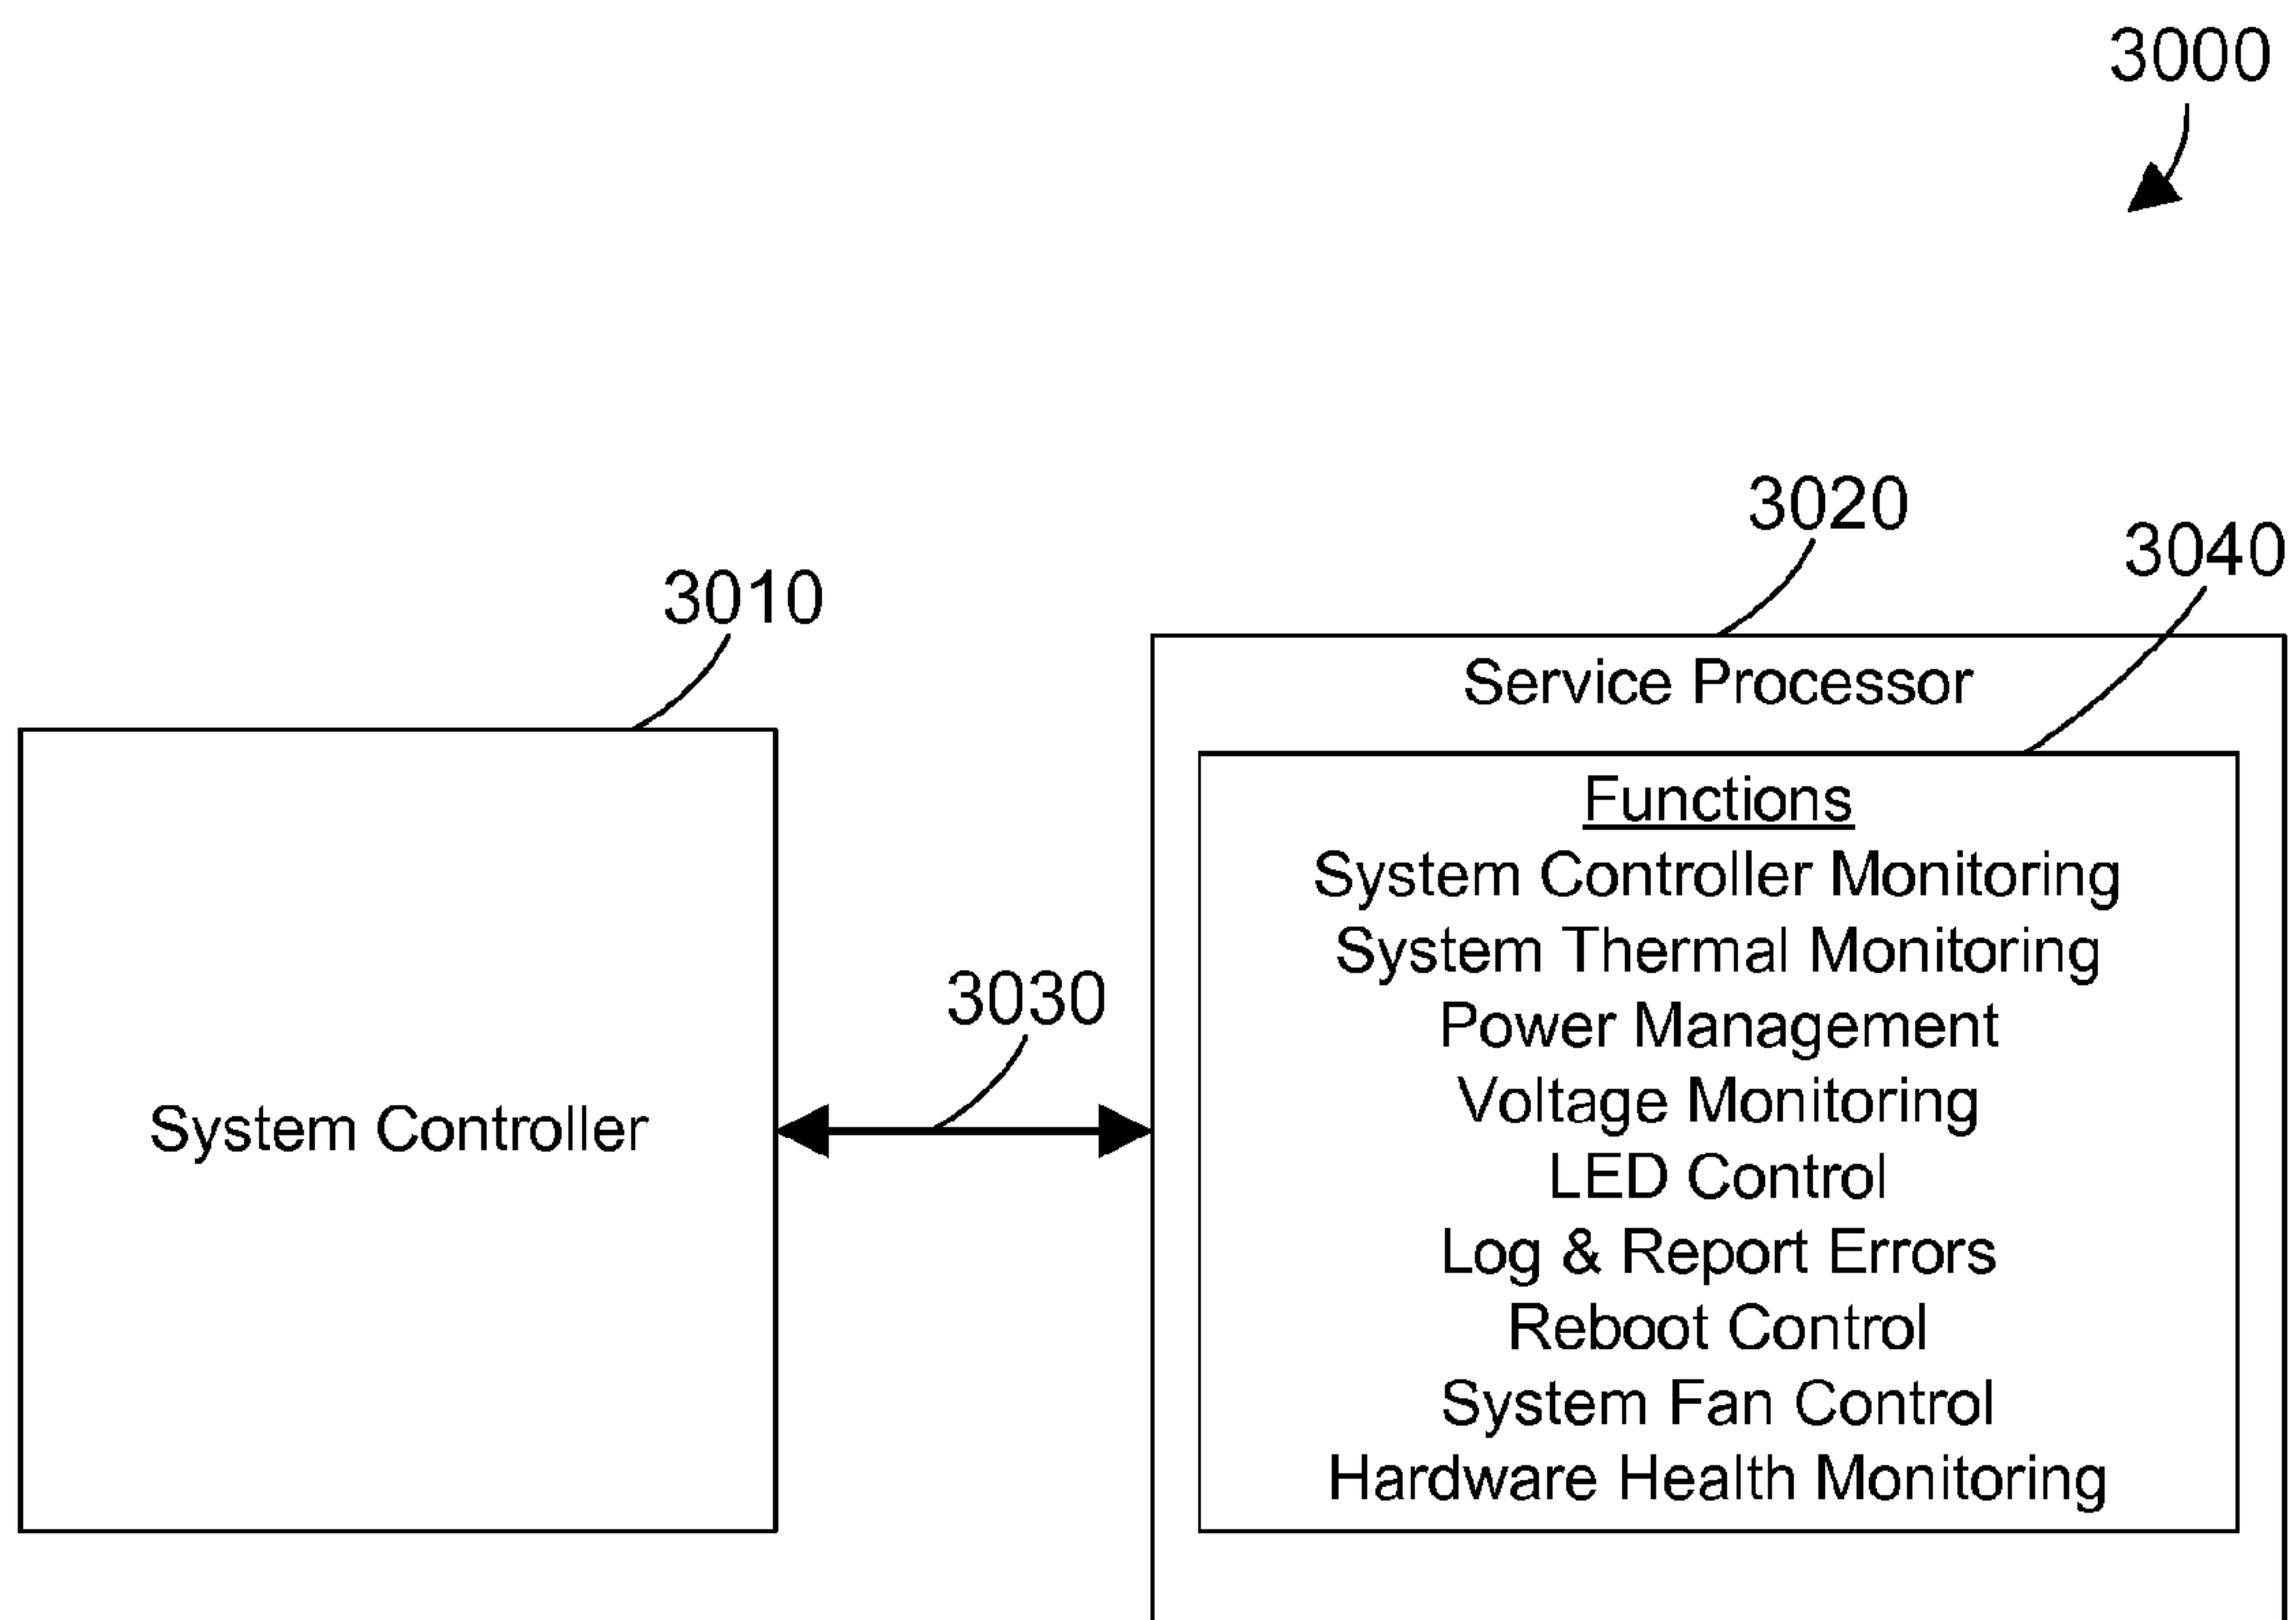 3000
3020
3040
3010
Service Processor
Functions
System Controller Monitoring
System Thermal Monitoring
Power Management
3030
Voltage Monitoring
System Controller
LED Control
Log & Report Errors
Reboot Control
System Fan Control
Hardware Health Monitoring